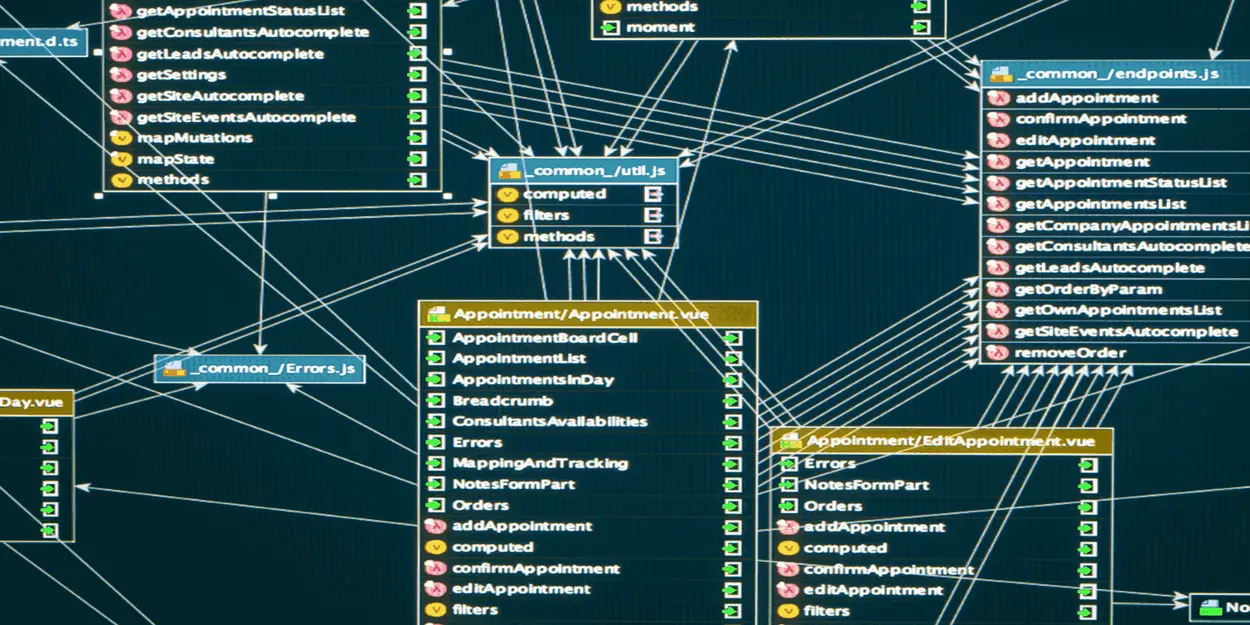 getAppointmentStatusList
getConsultantsAutocomplete
getLeadsAutocomplete
getSettings
getSiteAutocomplete
getSiteEventsAutocomplete
mapMutations
mapState
methods
ment.d.ts
methods
moment
_common_/util.js
computed
filters
methods
_common_/endpoints.js
addAppointment
confirmAppointment
editAppointment
getAppointment
getAppointmentStatusList
getAppointmentsList
getCompanyAppointmentsLi
getConsultantsAutocomplete
getLeadsAutocomplete
getOrderByParam
getOwnAppointmentsList
getSiteEventsAutocomplete
removeOrder
_common_/Errors.js
Day.vue
Appointment/Appointment.vue
AppointmentBoardCell
AppointmentList
AppointmentsInDay
Breadcrumb
ConsultantsAvailabilities
Errors
MappingAndTracking
NotesFormPart
Orders
addAppointment
computed
confirmAppointment
editAppointment
filters
Appointment/EditAppointment.vue
Errors
NotesFormPart
Orders
addAppointment
computed
confirmAppointment
editAppointment
filters
No